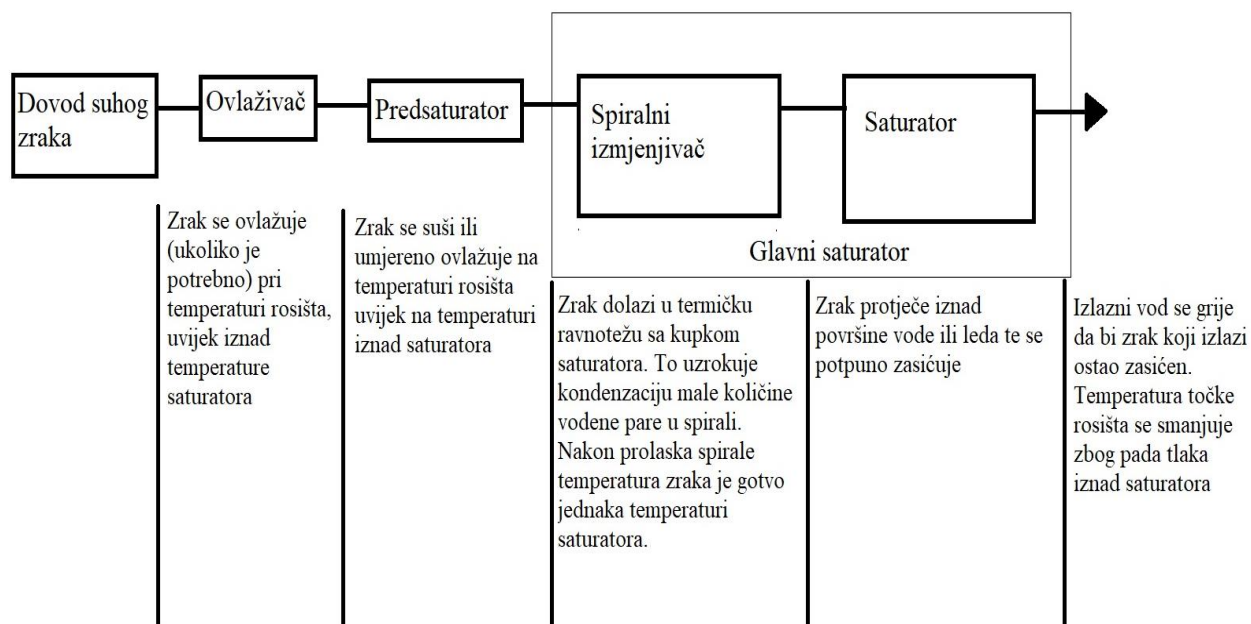 Dovod suhog
zraka
Ovlaživač
Predsaturator
Spiralni
izmjenjivač
Saturator
Glavni saturator
Zrak se ovlažuje
(ukoliko je
potrebno) pri
temperaturi rosišta,
uvijek iznad
temperature
saturatora
Zrak se suši ili
umjereno ovlažuje na
temperaturi rosišta
uvijek na temperaturi
iznad saturatora
Zrak dolazi u termičku
ravnotežu sa kupkom
saturatora. To uzrokuje
kondenzaciju male količine
vodene pare u spirali.
Nakon prolaska spirale
temperatura zraka je gotvo
jednaka temperaturi
saturatora.
Zrak protječe iznad
površine vode ili leda te se
potpuno zasićuje
Izlazni vod se grije
da bi zrak koji izlazi
ostao zasićen.
Temperatura točke
rosišta se smanjuje
zbog pada tlaka
iznad saturatora